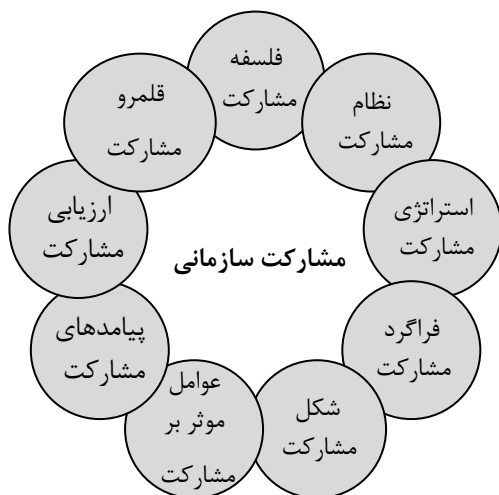 فلسفه
مشارکت
نظام
مشارکت
استراتژی
مشارکت
فراگرد
مشارکت
شکل
مشارکت
عوامل
موثر بر
مشارکت
پیامدهای
مشارکت
ارزیابی
مشارکت
قلمرو
مشارکت
مشارکت سازمانی